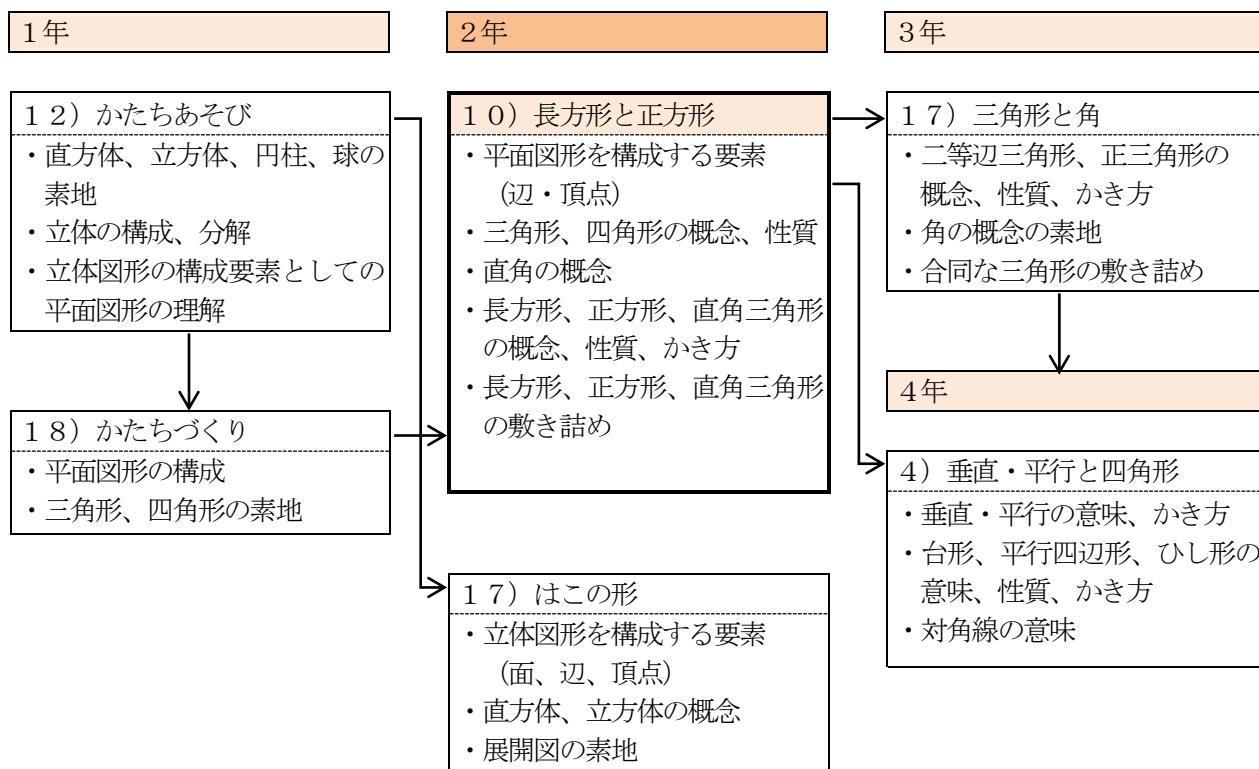 １年
１２）かたちあそび
・直方体、立方体、円柱、球の
素地
・立体の構成、分解
・立体図形の構成要素としての
平面図形の理解
１８）かたちづくり
・平面図形の構成
・三角形、四角形の素地
２年
１０）長方形と正方形
・平面図形を構成する要素
（辺・頂点）
・三角形、四角形の概念、性質
・直角の概念
・長方形、正方形、直角三角形
の概念、性質、かき方
・長方形、正方形、直角三角形
の敷き詰め
１７）はこの形
・立体図形を構成する要素
（面、辺、頂点）
・直方体、立方体の概念
・展開図の素地
３年
１７）三角形と角
・二等辺三角形、正三角形の
概念、性質、かき方
・角の概念の素地
・合同な三角形の敷き詰め
４年
４）垂直・平行と四角形
・垂直・平行の意味、かき方
・台形、平行四辺形、ひし形の
意味、性質、かき方
・対角線の意味